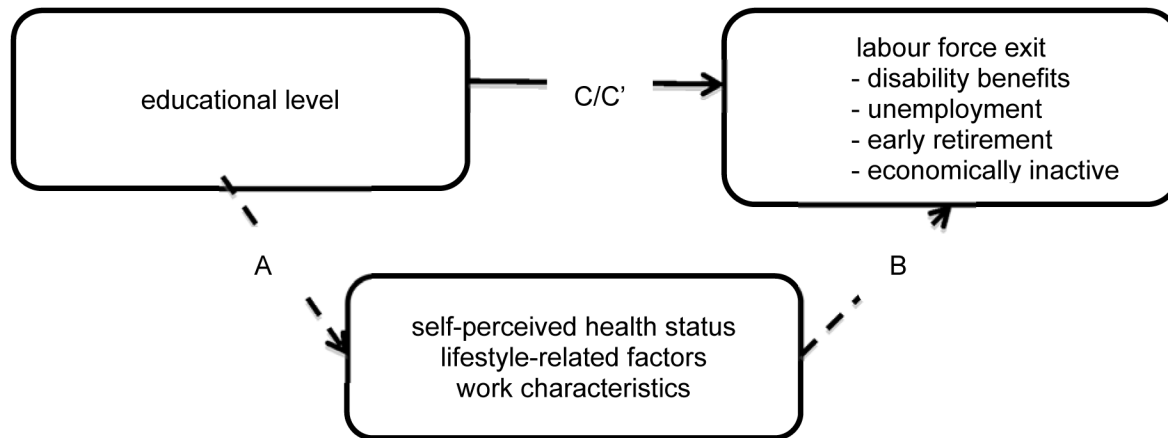 educational level
C/C’
labour force exit
- disability benefits
- unemployment
- early retirement
- economically inactive
A
B
self-perceived health status
lifestyle-related factors
work characteristics